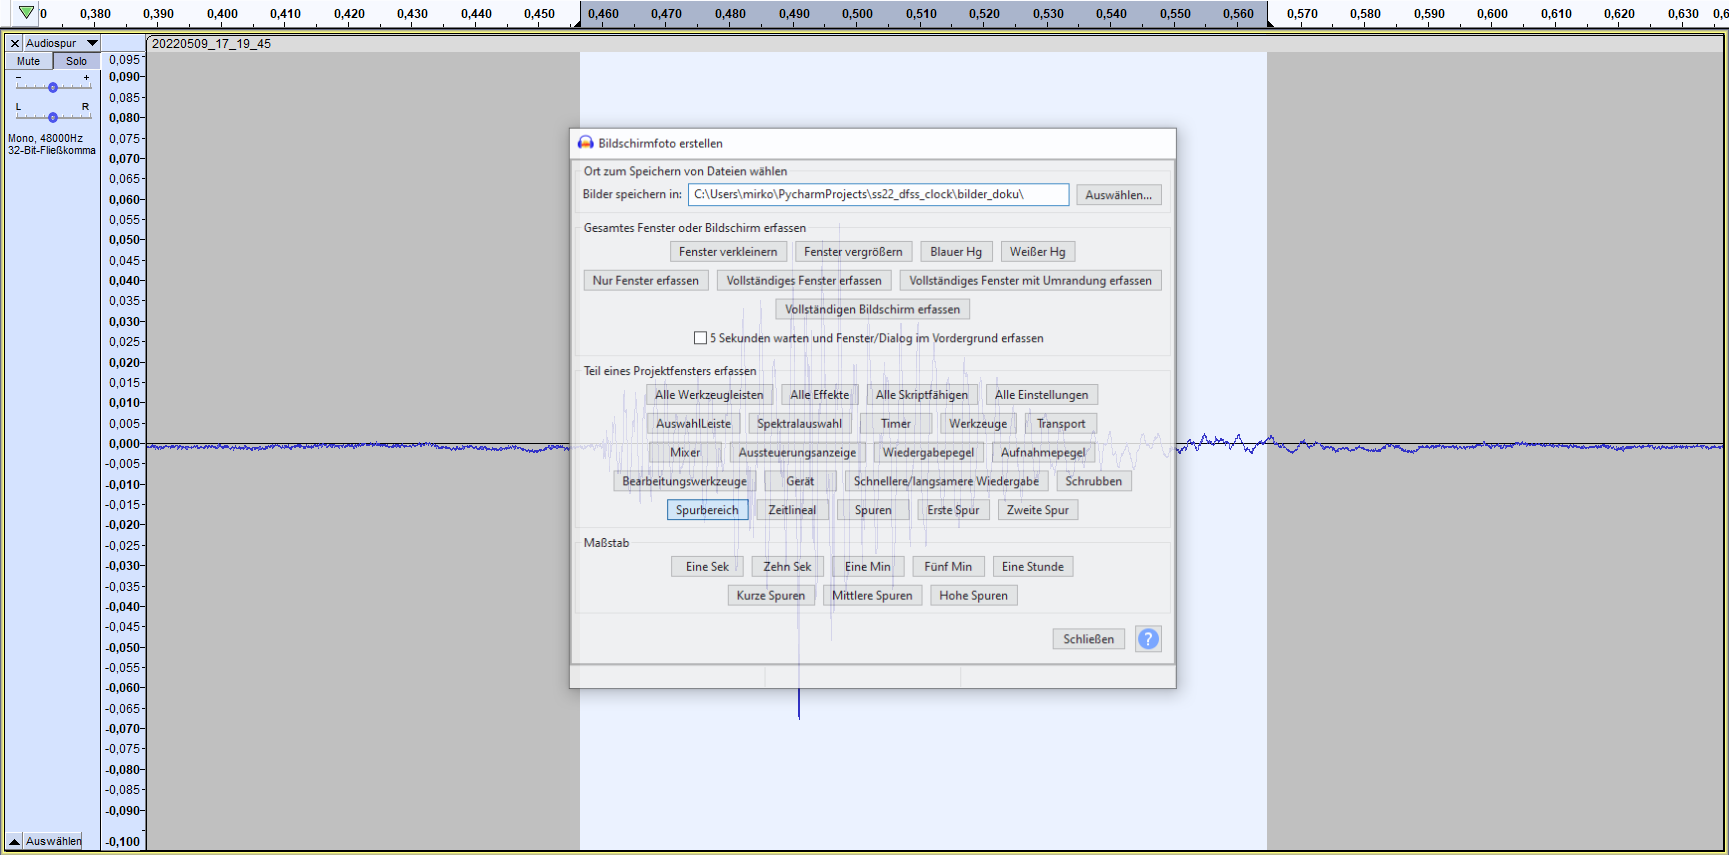 0 0,380 0,390 0,400 0,410 0,420 0,430 0,440 0,450 0,460 0,470 0,480 0,490 0,500 0,510 0,520 0,530 0,540 0,550 0,560 0,570 0,580 0,590 0,600 0,610 0,620 0,630
Audiospur
20220509_17_19_45
Mute Solo
- +
L R
Mono, 48000Hz
32-Bit-Fließkomma
Auswählen
0,095
0,090
0,085
0,080
0,075
0,070
0,065
0,060
0,055
0,050
0,045
0,040
0,035
0,030
0,025
0,020
0,015
0,010
0,005
0,000
-0,005
-0,010
-0,015
-0,020
-0,025
-0,030
-0,035
-0,040
-0,045
-0,050
-0,055
-0,060
-0,065
-0,070
-0,075
-0,080
-0,085
-0,090
-0,100
Bildschirmfoto erstellen
Ort zum Speichern von Dateien wählen
Bilder speichern in: C:\Users\mirko\PycharmProjects\ss22_dfss_clock\bilder_doku\ Auswählen...
Gesamtes Fenster oder Bildschirm erfassen
Fenster verkleinern Fenster vergrößern Blauer Hg Weißer Hg
Nur Fenster erfassen Vollständiges Fenster erfassen Vollständiges Fenster mit Umrandung erfassen
Vollständigen Bildschirm erfassen
5 Sekunden warten und Fenster/Dialog im Vordergrund erfassen
Teil eines Projektfensters erfassen
Alle Werkzeugleisten Alle Effekte Alle Skriptfähigen Alle Einstellungen
AuswahlLeiste Spektralauswahl Timer Werkzeuge Transport
Mixer Aussteuerungsanzeige Wiedergabepegel Aufnahmepegel
Bearbeitungswerkzeuge Gerät Schnellere/langsamere Wiedergabe Schrubben
Spurbereich Zeitlineal Spuren Erste Spur Zweite Spur
Maßstab
Eine Sek Zehn Sek Eine Min Fünf Min Eine Stunde
Kurze Spuren Mittlere Spuren Hohe Spuren
Schließen ?